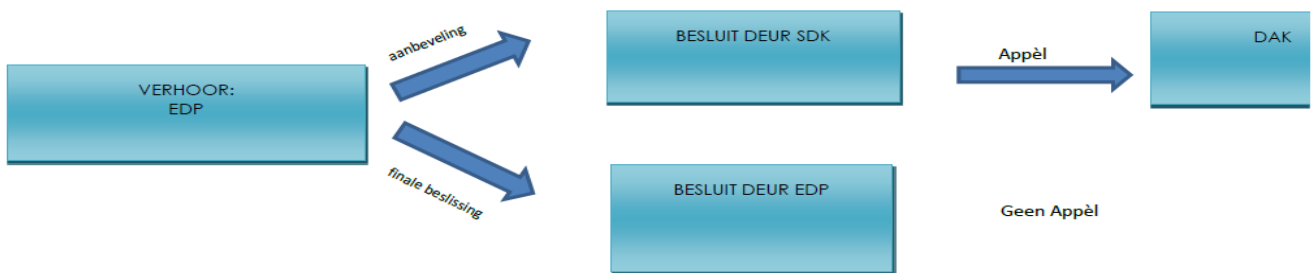 VERHOOR:
EDP
aanbeveling
finale beslissing
BESLUIT DEUR SDK
Appèl
DAK
BESLUIT DEUR EDP
Geen Appèl